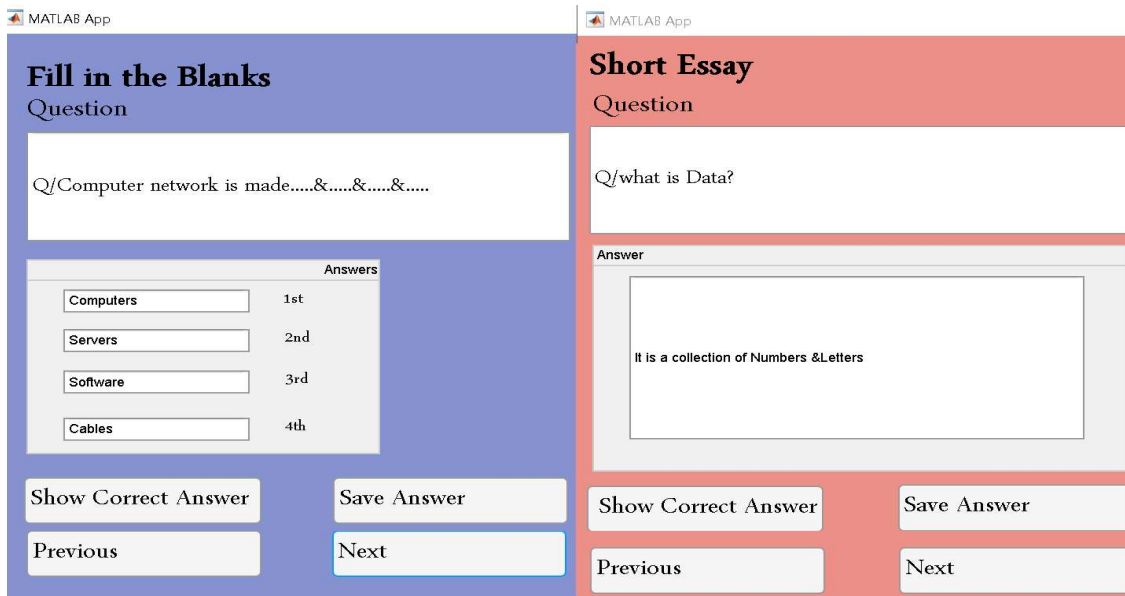 MATLAB App
Fill in the Blanks
Question
Q/Computer network is made.....&.....&.....&.....
Answers
Computers 1st
Servers 2nd
Software 3rd
Cables 4th
Show Correct Answer Save Answer
Previous Next
MATLAB App
Short Essay
Question
Q/what is Data?
Answer
It is a collection of Numbers &Letters
Show Correct Answer Save Answer
Previous Next